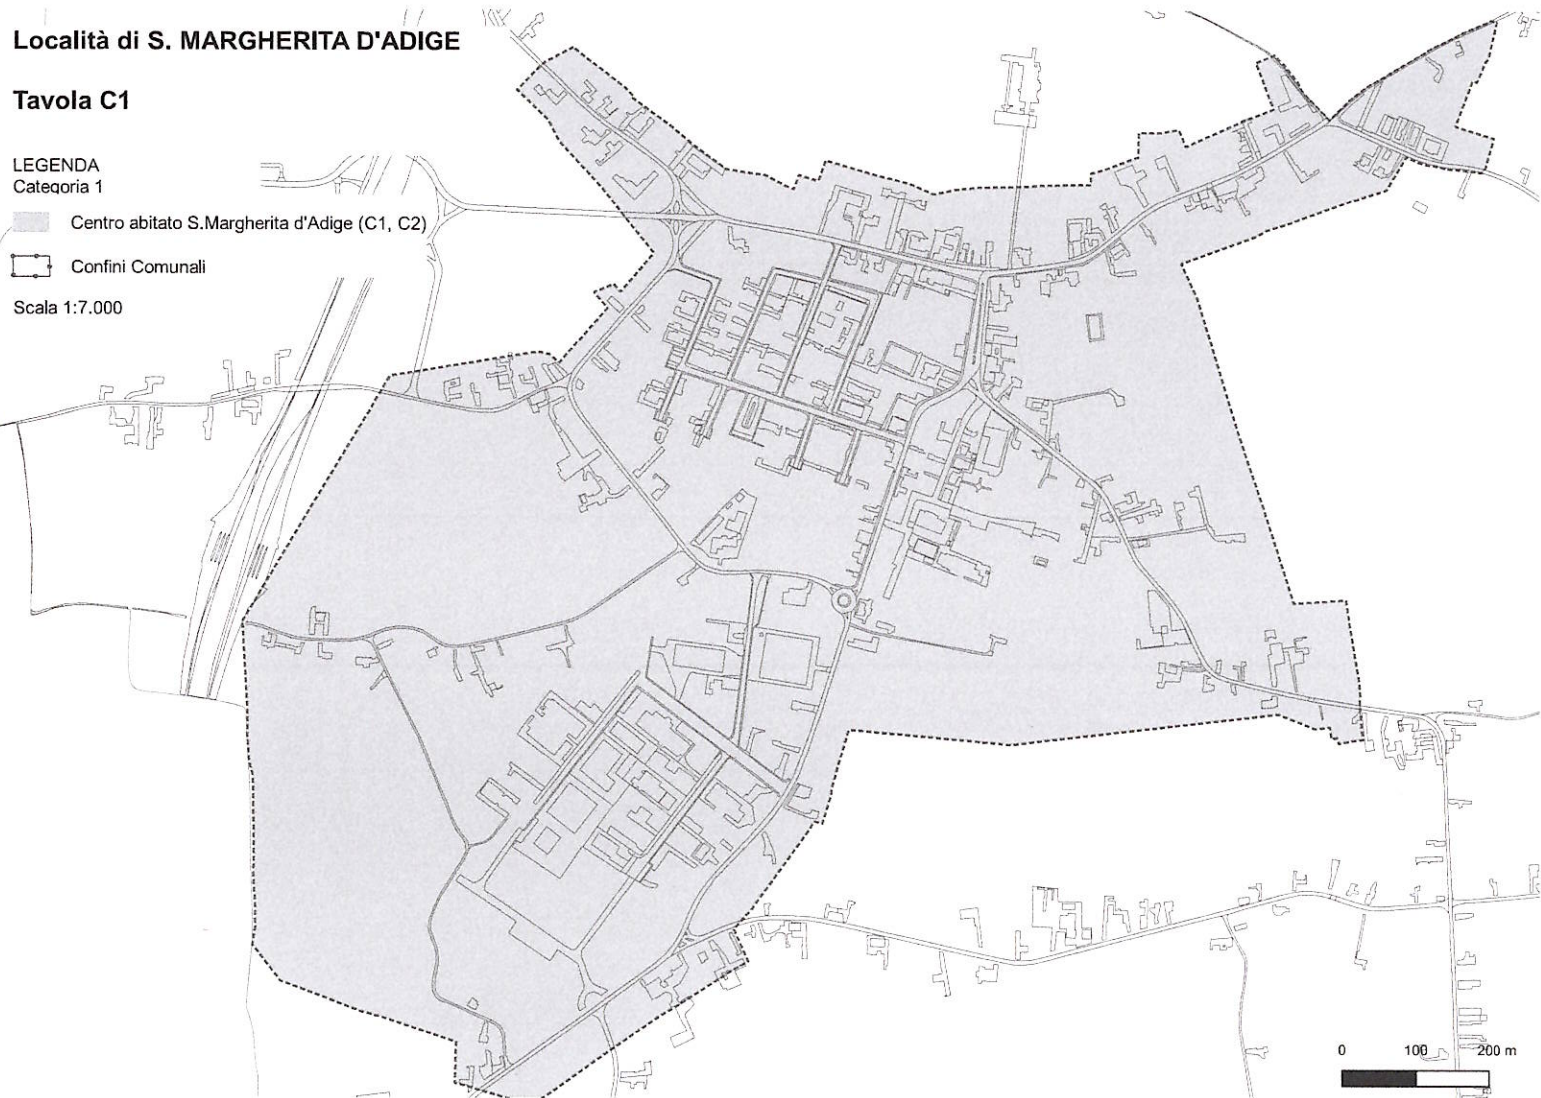 Località di S. MARGHERITA D'ADIGE
Tavola C1
LEGENDA
Categoria 1
Centro abitato S.Margherita d'Adige (C1, C2)
Confini Comunali
Scala 1:7.000
0 100 200 m